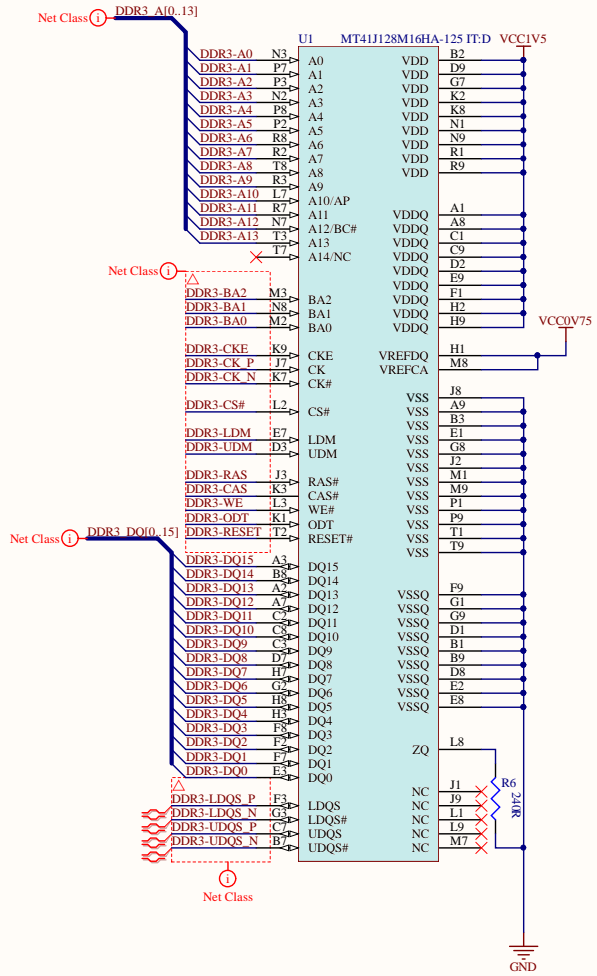 Net Class i DDR3_A[0..13]
U1 MT41J128M16HA-125 IT:D VCC1V5
DDR3-A0 N3 A0 VDD B2
DDR3-A1 P7 A1 VDD D9
DDR3-A2 P3 A2 VDD G7
DDR3-A3 N2 A3 VDD K2
DDR3-A4 P8 A4 VDD K8
DDR3-A5 P2 A5 VDD N1
DDR3-A6 R8 A6 VDD N9
DDR3-A7 R2 A7 VDD R1
DDR3-A8 T8 A8 VDD R9
DDR3-A9 R3 A9
DDR3-A10 L7 A10/AP
DDR3-A11 R7 A11 VDDQ A1
DDR3-A12 N7 A12/BC# VDDQ A8
DDR3-A13 T3 A13 VDDQ C1
T7 A14/NC VDDQ C9
Net Class i VDDQ D2
VDDQ E9
DDR3-BA2 M3 BA2 VDDQ F1
DDR3-BA1 N8 BA1 VDDQ H2
DDR3-BA0 M2 BA0 VDDQ H9
VCC0V75
DDR3-CKE K9 CKE VREFDQ H1
DDR3-CK_P J7 CK VREFCA M8
DDR3-CK_N K7 CK#
VSS J8
DDR3-CS# L2 CS# VSS A9
VSS B3
DDR3-LDM E7 LDM VSS E1
DDR3-UDM D3 UDM VSS G8
VSS J2
DDR3-RAS J3 RAS# VSS M1
DDR3-CAS K3 CAS# VSS M9
DDR3-WE L3 WE# VSS P1
DDR3-ODT K1 ODT VSS P9
Net Class i DDR3_DQ[0..15] DDR3-RESET T2 RESET# VSS T1
VSS T9
DDR3-DQ15 A3 DQ15
DDR3-DQ14 B8 DQ14
DDR3-DQ13 A2 DQ13 VSSQ F9
DDR3-DQ12 A7 DQ12 VSSQ G1
DDR3-DQ11 C2 DQ11 VSSQ G9
DDR3-DQ10 C8 DQ10 VSSQ D1
DDR3-DQ9 C3 DQ9 VSSQ B1
DDR3-DQ8 D7 DQ8 VSSQ B9
DDR3-DQ7 H7 DQ7 VSSQ D8
DDR3-DQ6 G2 DQ6 VSSQ E2
DDR3-DQ5 H8 DQ5 VSSQ E8
DDR3-DQ4 H3 DQ4
DDR3-DQ3 F8 DQ3
DDR3-DQ2 F2 DQ2 ZQ L8
DDR3-DQ1 F7 DQ1
DDR3-DQ0 E3 DQ0
NC J1 R6 240R
DDR3-LDQS_P F3 LDQS NC J9
DDR3-LDQS_N G3 LDQS# NC L1
DDR3-UDQS_P C7 UDQS NC L9
DDR3-UDQS_N B7 UDQS# NC M7
i
Net Class
GND